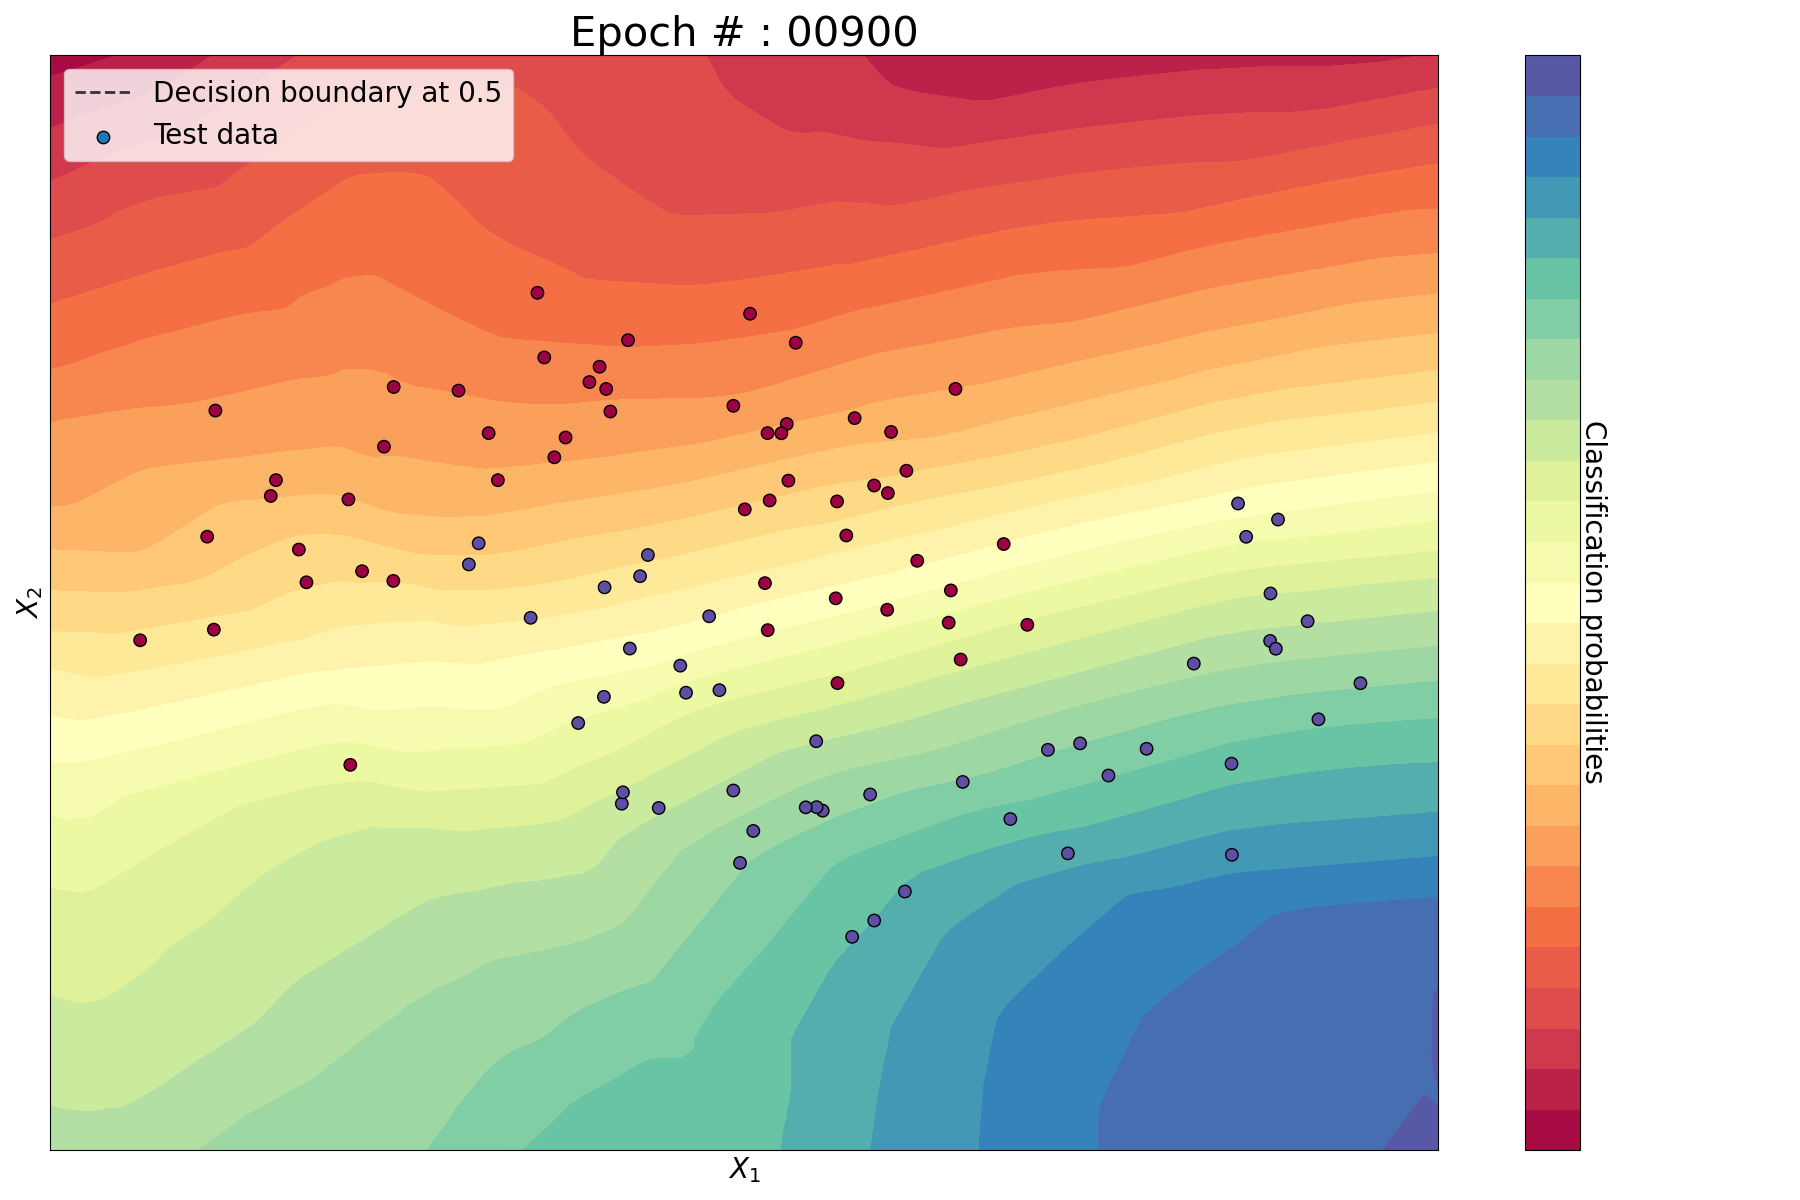 Epoch # : 00900
Decision boundary at 0.5
Test data
X₂
X₁
Classification probabilities